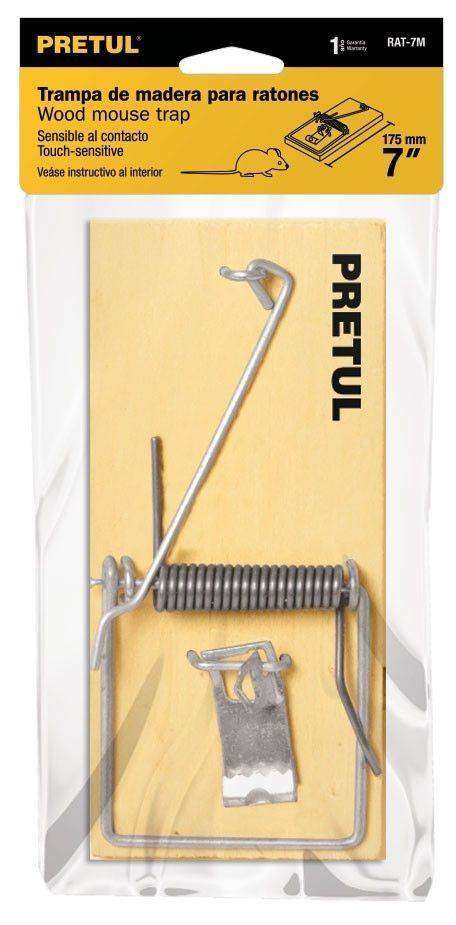 PRETUL®
1 año Garantía Warranty
RAT-7M
Trampa de madera para ratones
Wood mouse trap
Sensible al contacto
Touch-sensitive
Veáse instructivo al interior
175 mm
7"
PRETUL